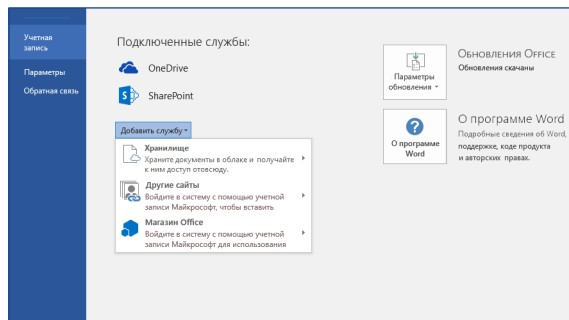 Учетная
запись
Параметры
Обратная связь
Подключенные службы:
OneDrive
SharePoint
Добавить службу
Хранилище
Храните документы в облаке и получайте
к ним доступ отовсюду.
Другие сайты
Войдите в систему с помощью учетной
записи Майкрософт, чтобы вставить
Магазин Office
Войдите в систему с помощью учетной
записи Майкрософт для использования
Параметры
обновления
Обновления Office
Обновления скачаны
О программе
Word
О программе Word
Подробные сведения об Word,
поддержке, коде продукта
и авторских правах.